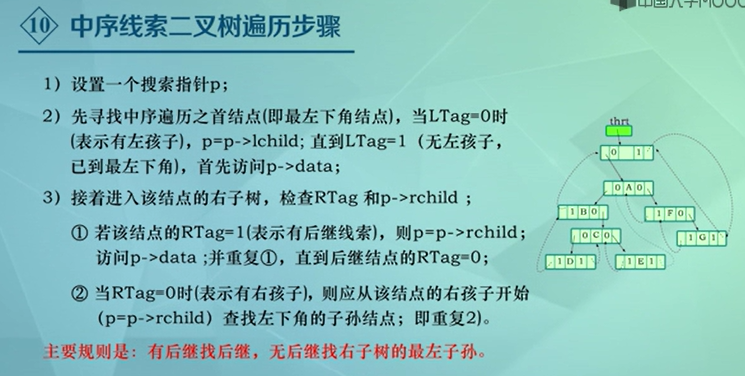 中国大学MOOC
10 中序线索二叉树遍历步骤
1）设置一个搜索指针p；
2）先寻找中序遍历之首结点(即最左下角结点)，当LTag=0时
(表示有左孩子)，p=p->lchild; 直到LTag=1（无左孩子，
已到最左下角)，首先访问p->data；
3）接着进入该结点的右子树，检查RTag 和p->rchild ；
① 若该结点的RTag=1(表示有后继线索)，则p=p->rchild；
访问p->data ;并重复①，直到后继结点的RTag=0；
② 当RTag=0时(表示有右孩子)，则应从该结点的右孩子开始
（p=p->rchild）查找左下角的子孙结点；即重复2)。
主要规则是：有后继找后继，无后继找右子树的最左子孙。
thrt
0 1
0 A 0
1 B 0
1 F 0
0 C 0
1 G 1
1 D 1
1 E 1